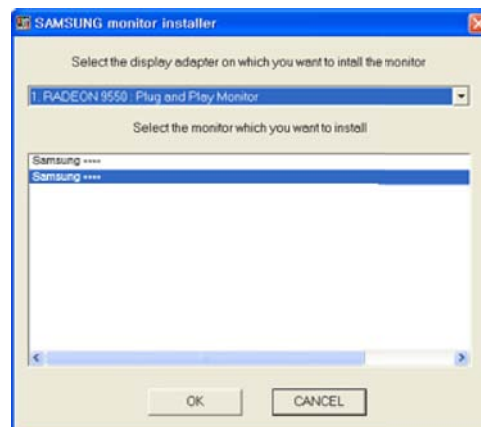 SAMSUNG monitor installer
Select the display adapter on which you want to intall the monitor
1. RADEON 9550 : Plug and Play Monitor
Select the monitor which you want to install
Samsung ****
Samsung ****
OK
CANCEL